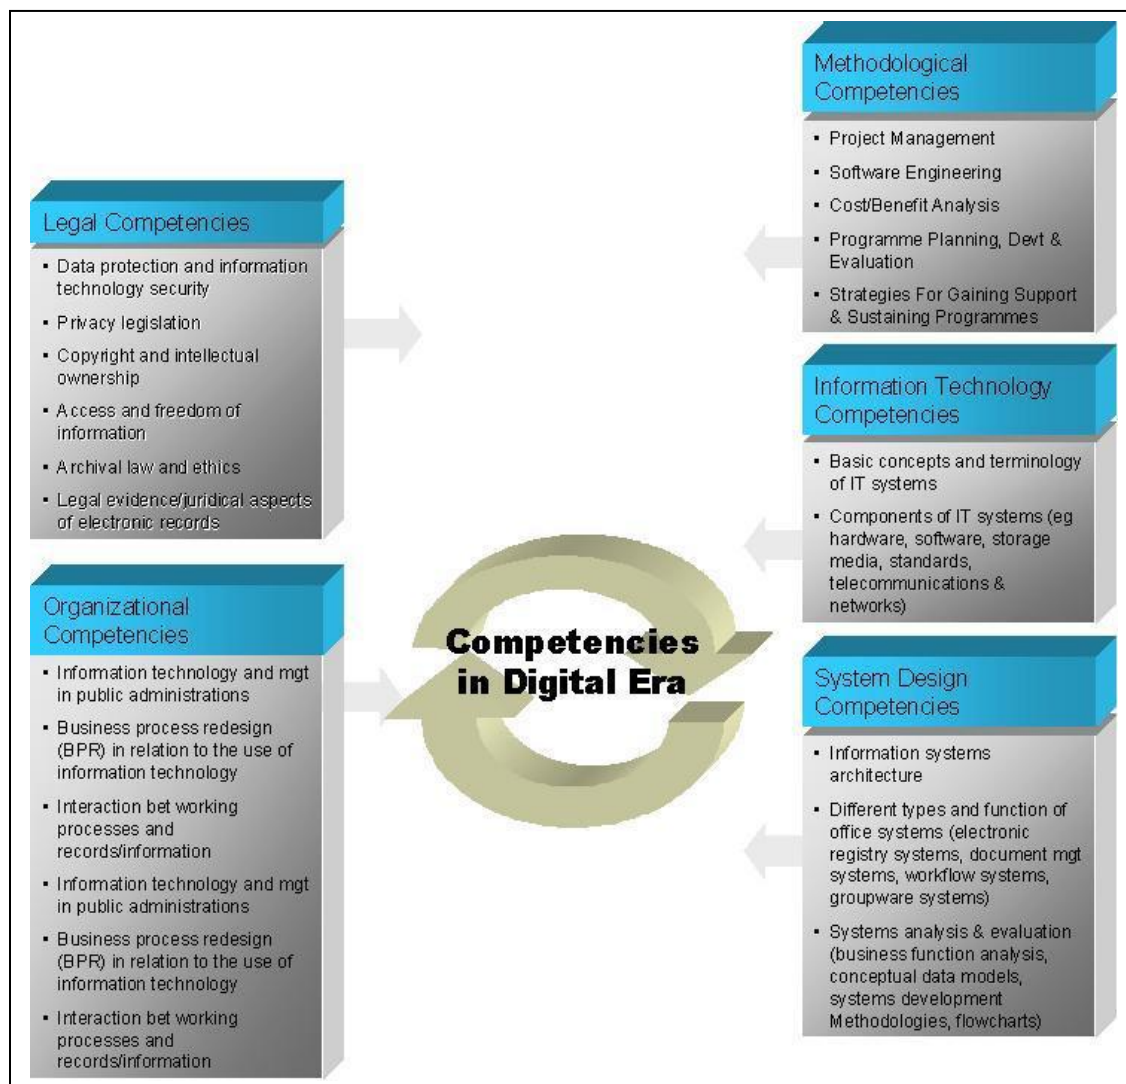 Legal Competencies
▪ Data protection and information
technology security
▪ Privacy legislation
▪ Copyright and intellectual
ownership
▪ Access and freedom of
information
▪ Archival law and ethics
▪ Legal evidence/juridical aspects
of electronic records
Organizational
Competencies
▪ Information technology and mgt
in public administrations
▪ Business process redesign
(BPR) in relation to the use of
information technology
▪ Interaction bet working
processes and
records/information
▪ Information technology and mgt
in public administrations
▪ Business process redesign
(BPR) in relation to the use of
information technology
▪ Interaction bet working
processes and
records/information
Competencies
in Digital Era
Methodological
Competencies
▪ Project Management
▪ Software Engineering
▪ Cost/Benefit Analysis
▪ Programme Planning, Devt &
Evaluation
▪ Strategies For Gaining Support
& Sustaining Programmes
Information Technology
Competencies
▪ Basic concepts and terminology
of IT systems
▪ Components of IT systems (eg
hardware, software, storage
media, standards,
telecommunications &
networks)
System Design
Competencies
▪ Information systems
architecture
▪ Different types and function of
office systems (electronic
registry systems, document mgt
systems, workflow systems,
groupware systems)
▪ Systems analysis & evaluation
(business function analysis,
conceptual data models,
systems development
Methodologies, flowcharts)